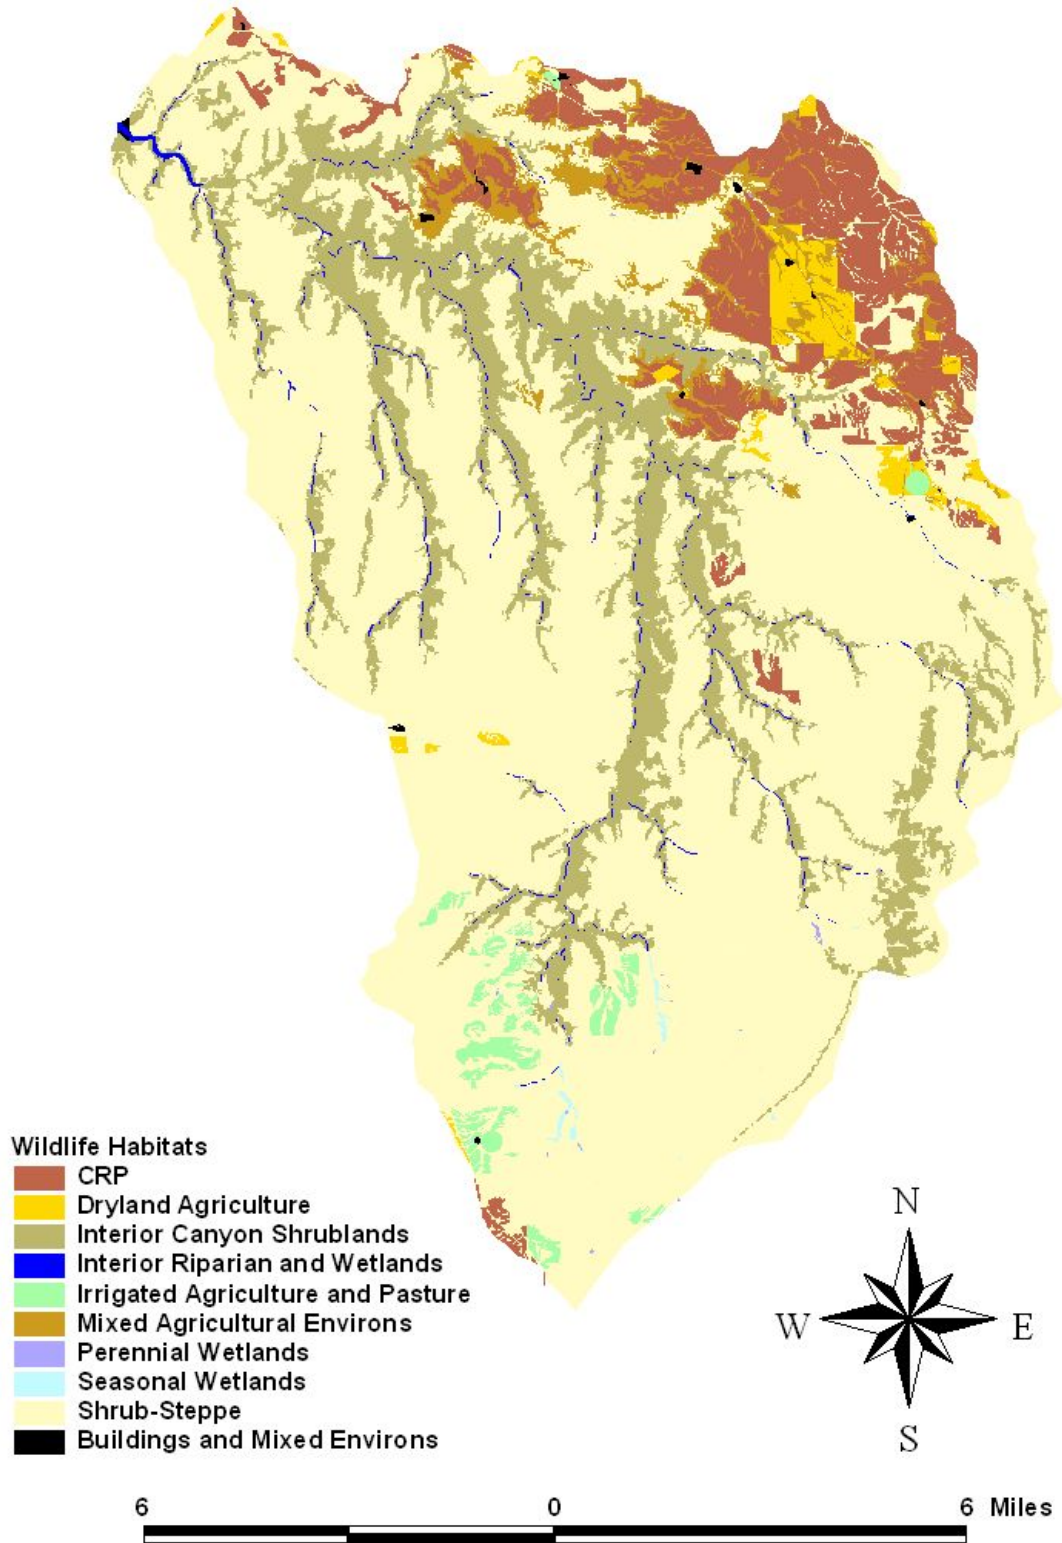 Wildlife Habitats
CRP
Dryland Agriculture
Interior Canyon Shrublands
Interior Riparian and Wetlands
Irrigated Agriculture and Pasture
Mixed Agricultural Environs
Perennial Wetlands
Seasonal Wetlands
Shrub-Steppe
Buildings and Mixed Environs
N
W E
S
6 0 6 Miles